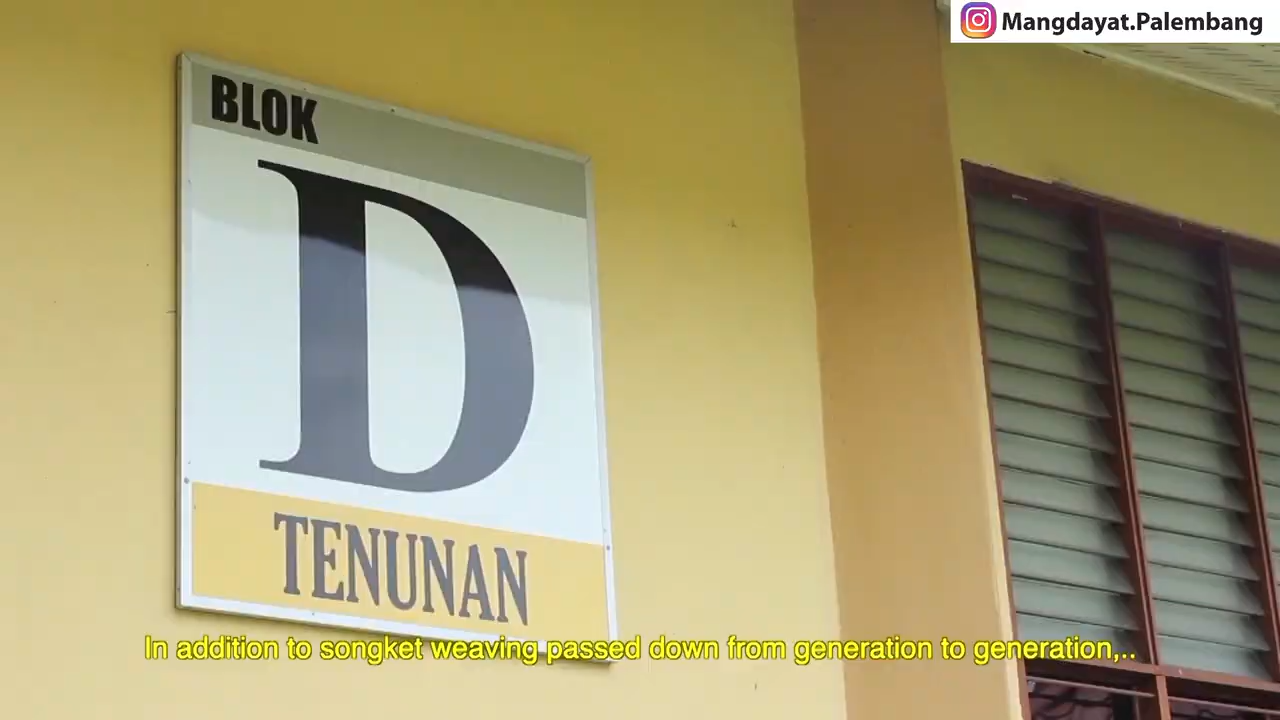 Mangdayat.Palembang
BLOK
D
TENUNAN
In addition to songket weaving passed down from generation to generation,..